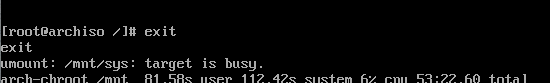 [root@archiso /]# exit
exit
umount: /mnt/sys: target is busy.
arch-chroot /mnt  81.58s user 112.42s system 6% cpu 53:22.60 total